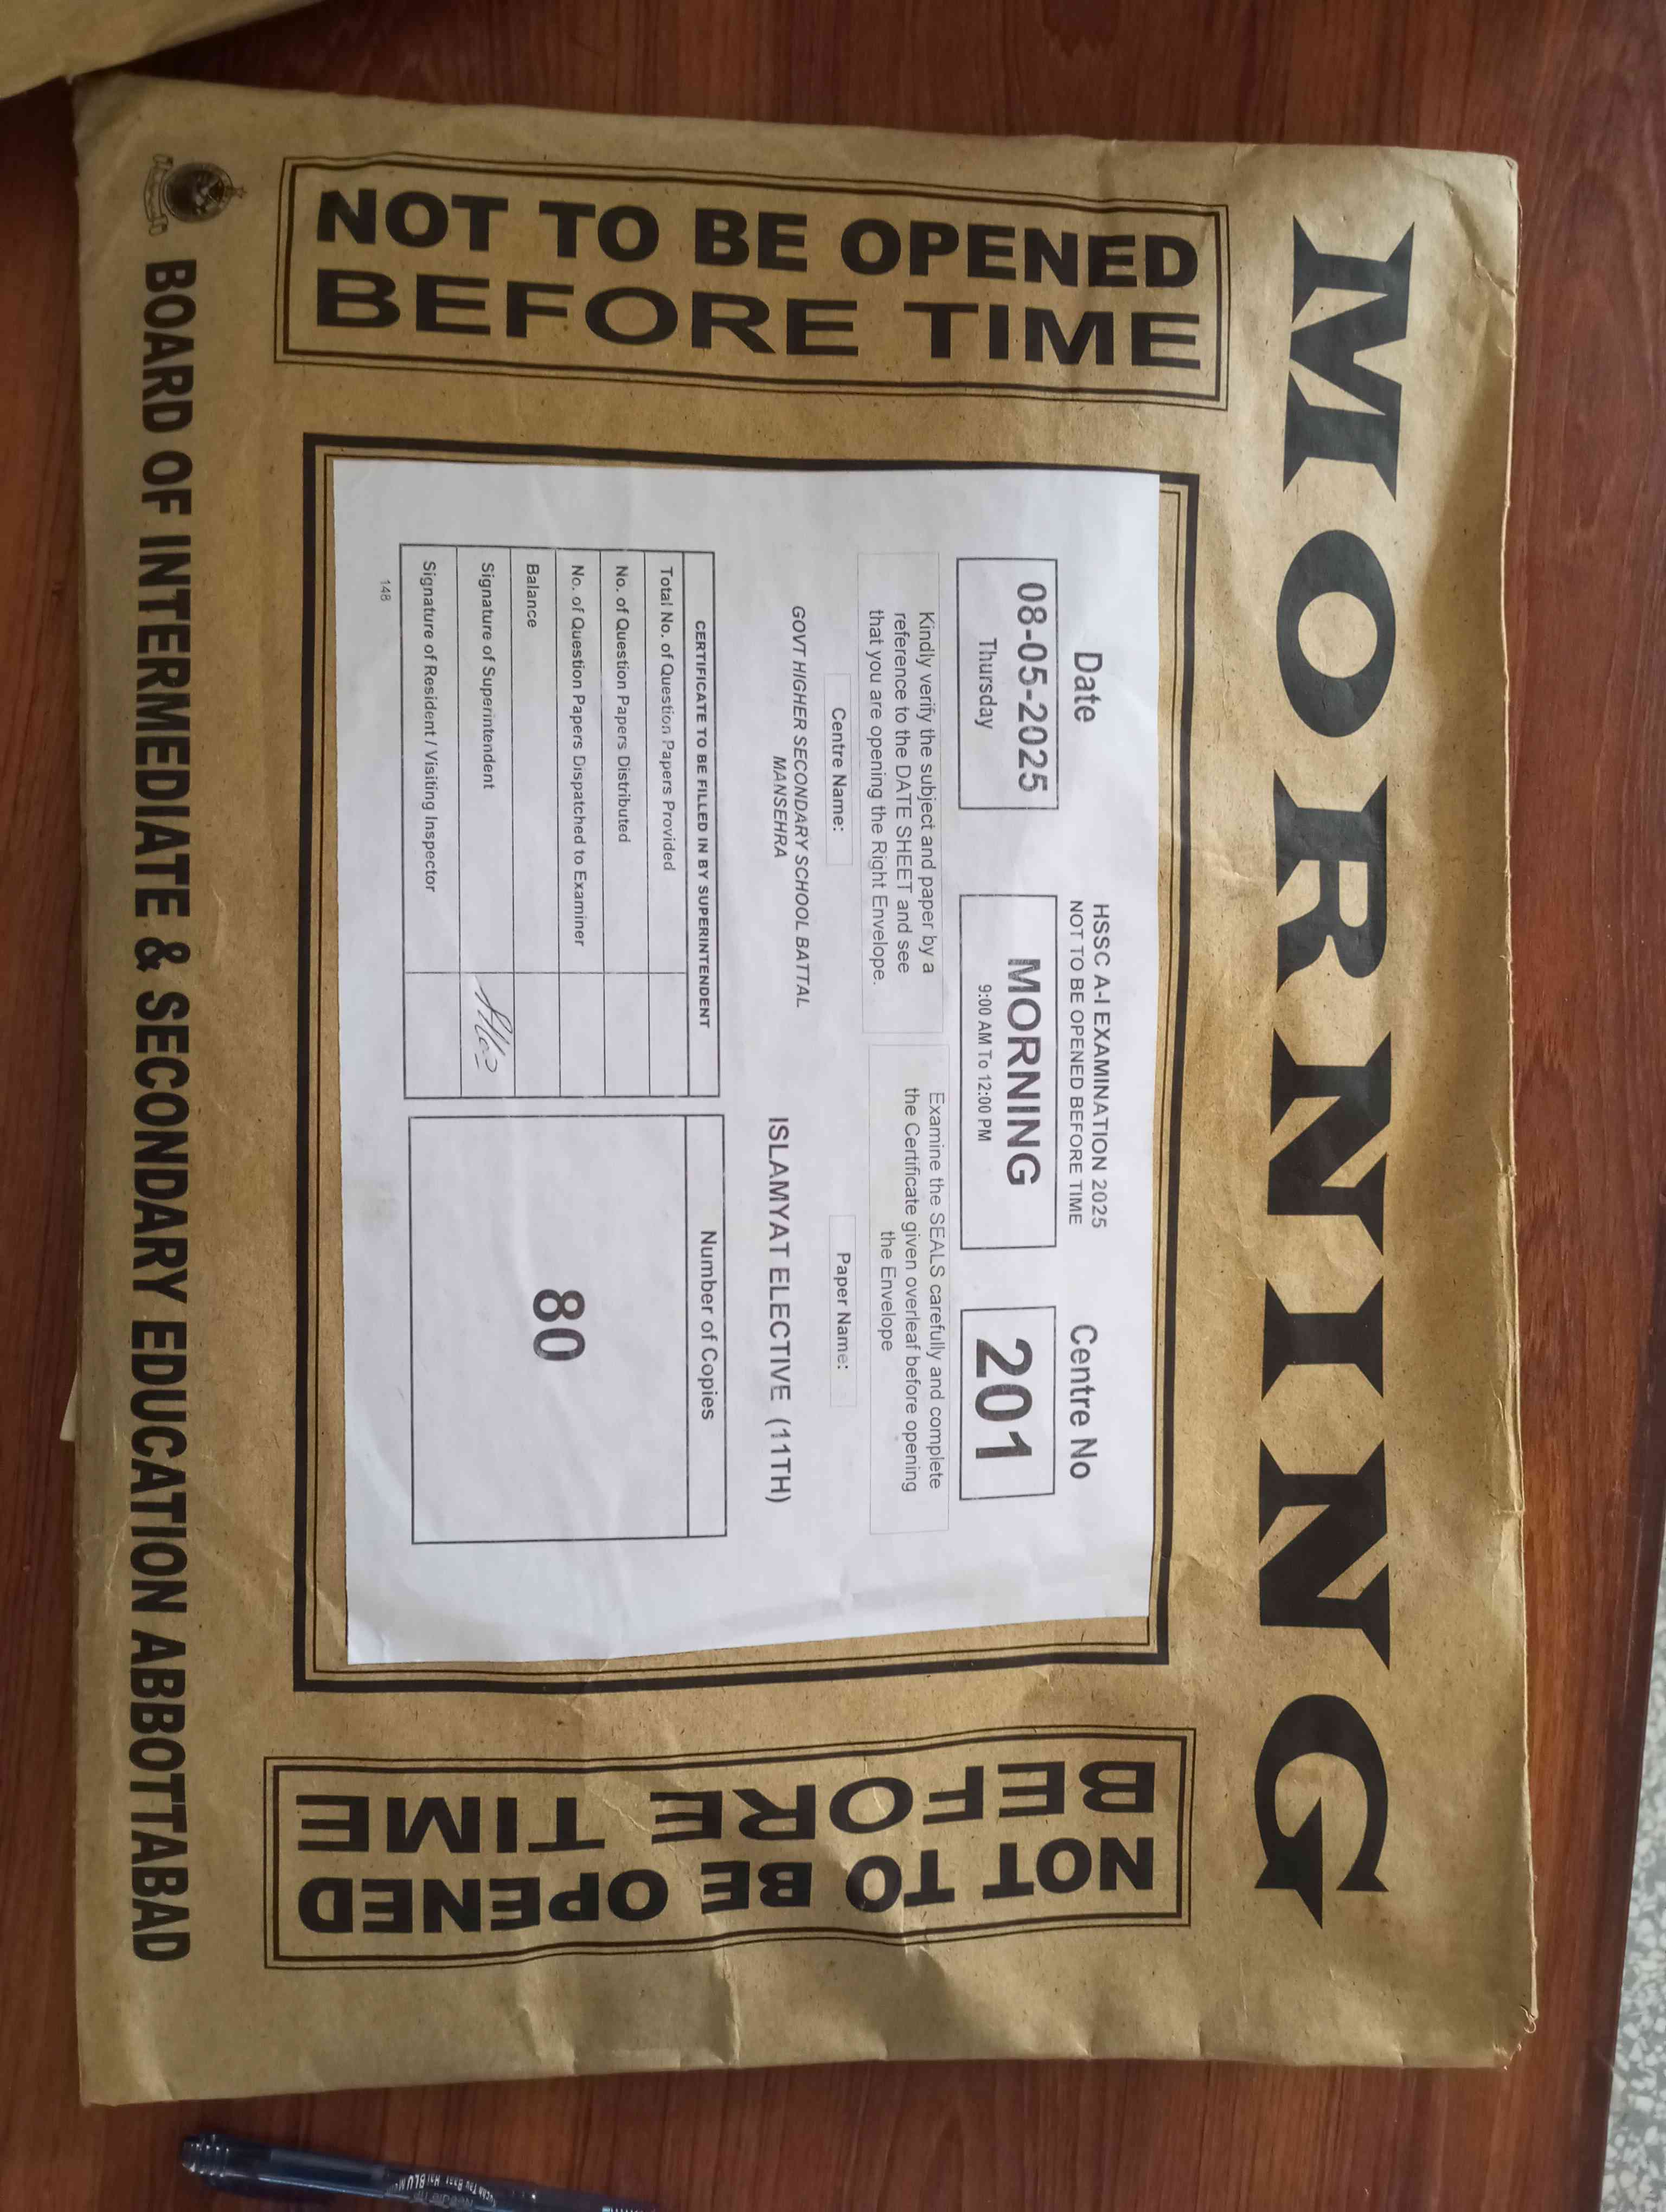 MORNING
NOT TO BE OPENED
BEFORE TIME
HSSC A-I EXAMINATION 2025
NOT TO BE OPENED BEFORE TIME
Date
08-05-2025
Thursday
MORNING
9:00 AM To 12:00 PM
Centre No
201
Kindly verify the subject and paper by a
reference to the DATE SHEET and see
that you are opening the Right Envelope.
Examine the SEALS carefully and complete
the Certificate given overleaf before opening
the Envelope
Centre Name:
GOVT HIGHER SECONDARY SCHOOL BATTAL
MANSEHRA
Paper Name:
ISLAMYAT ELECTIVE (11TH)
CERTIFICATE TO BE FILLED IN BY SUPERINTENDENT
Total No. of Question Papers Provided
No. of Question Papers Distributed
No. of Question Papers Dispatched to Examiner
Balance
Signature of Superintendent
Signature of Resident / Visiting Inspector
Number of Copies
80
148
NOT TO BE OPENED
BEFORE TIME
BOARD OF INTERMEDIATE & SECONDARY EDUCATION ABBOTTABAD